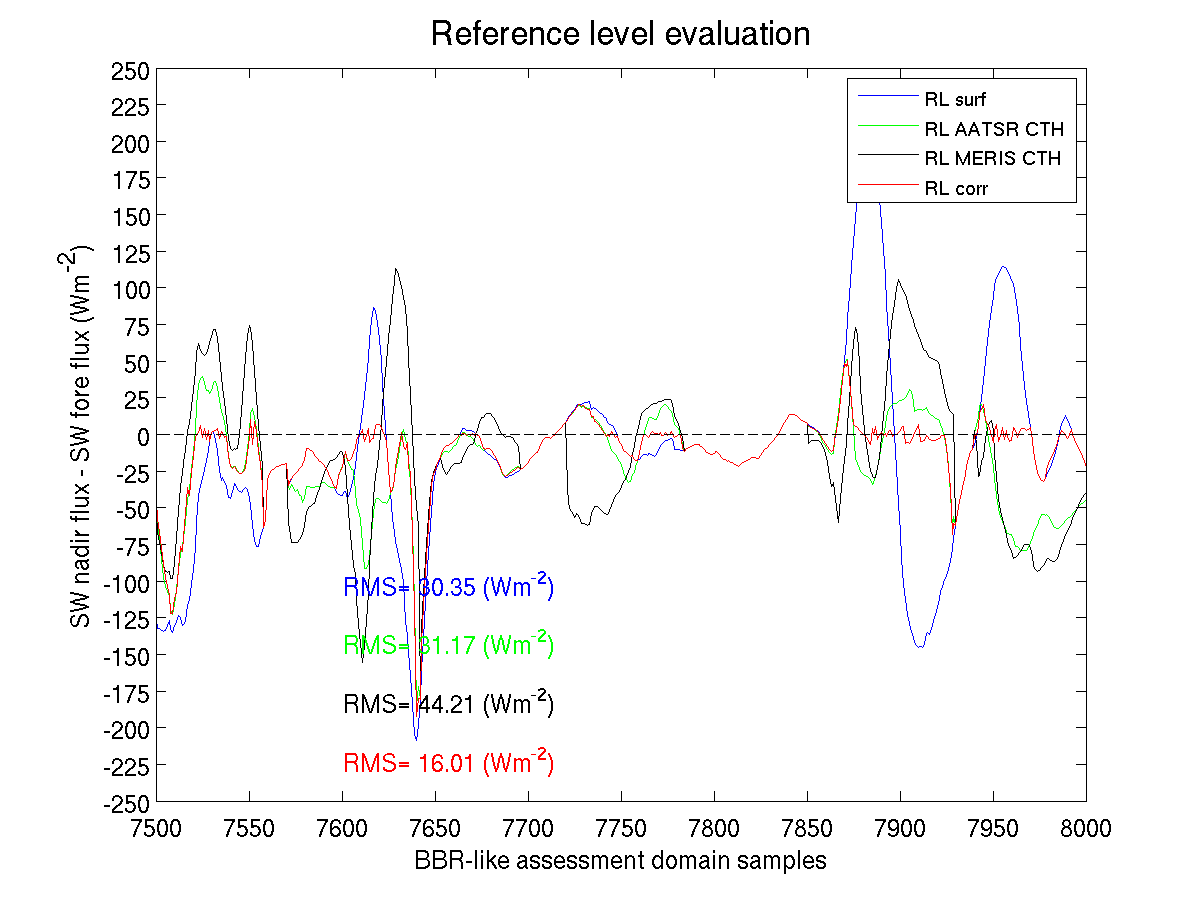 Reference level evaluation
RL surf
RL AATSR CTH
RL MERIS CTH
RL corr
250
225
200
175
150
125
100
75
50
25
0
-25
-50
-75
-100
-125
-150
-175
-200
-225
-250
SW nadir flux - SW fore flux (Wm-2)
RMS= 30.35 (Wm-2)
RMS= 31.17 (Wm-2)
RMS= 44.21 (Wm-2)
RMS= 16.01 (Wm-2)
7500 7550 7600 7650 7700 7750 7800 7850 7900 7950 8000
BBR-like assessment domain samples